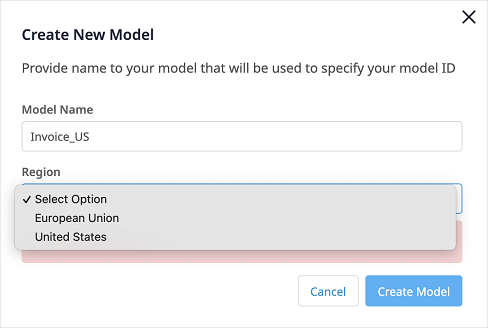 Create New Model
Provide name to your model that will be used to specify your model ID
Model Name
Invoice_US
Region
Select Option
European Union
United States
Cancel
Create Model